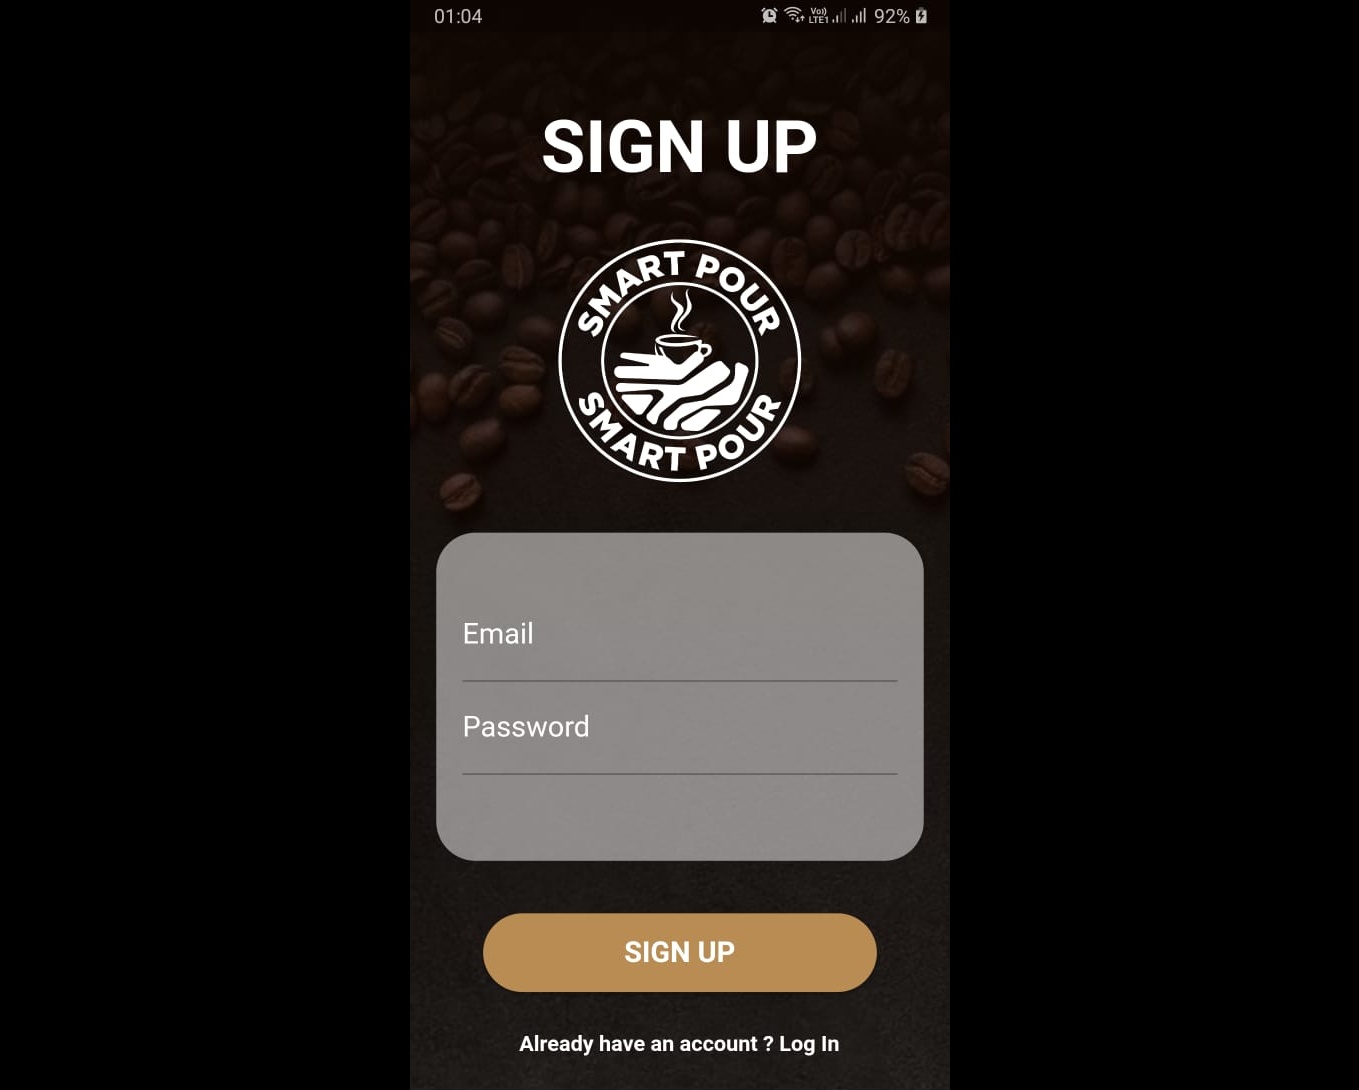 01:04
Vo))
LTE1
92%
SIGN UP
SMART POUR
SMART POUR
Email
Password
SIGN UP
Already have an account ? Log In